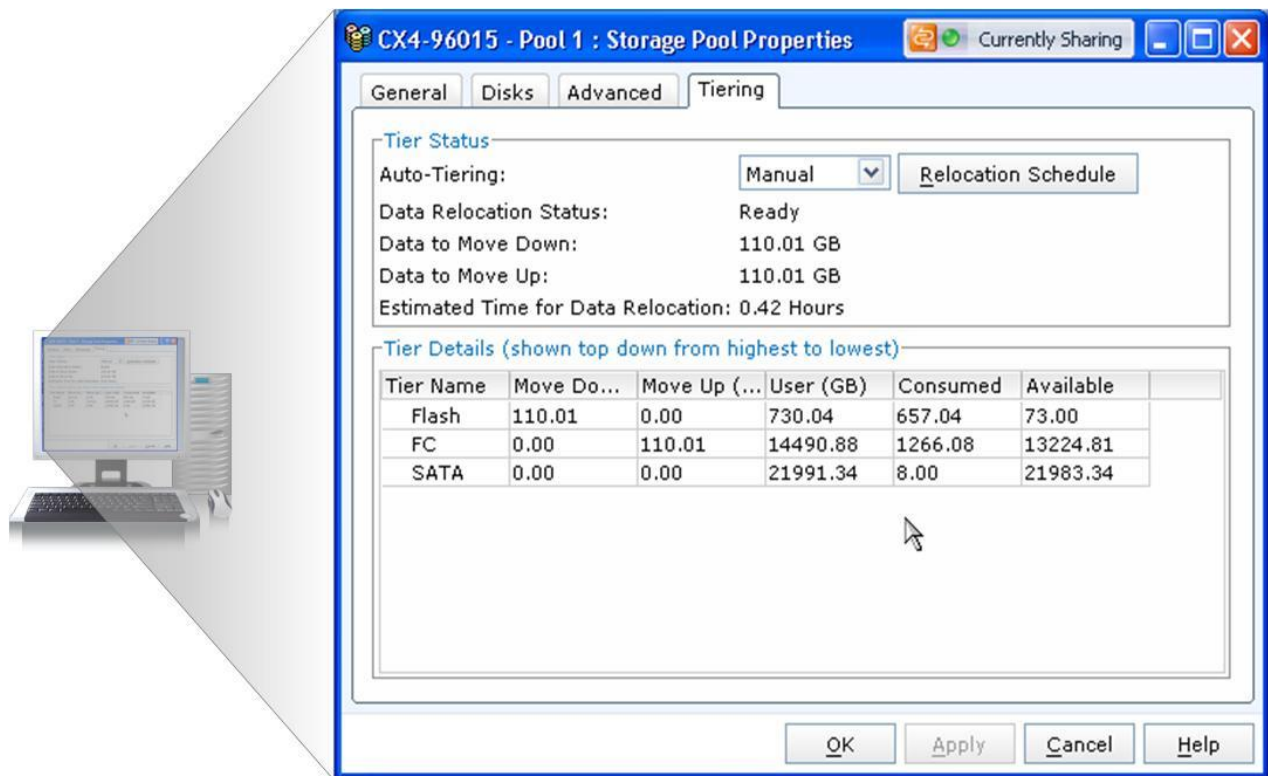 CX4-96015 - Pool 1 : Storage Pool Properties Currently Sharing
General Disks Advanced Tiering
Tier Status
Auto-Tiering: Manual Relocation Schedule
Data Relocation Status: Ready
Data to Move Down: 110.01 GB
Data to Move Up: 110.01 GB
Estimated Time for Data Relocation: 0.42 Hours
Tier Details (shown top down from highest to lowest)
Tier Name Move Do... Move Up (... User (GB) Consumed Available
Flash 110.01 0.00 730.04 657.04 73.00
FC 0.00 110.01 14490.88 1266.08 13224.81
SATA 0.00 0.00 21991.34 8.00 21983.34
OK Apply Cancel Help